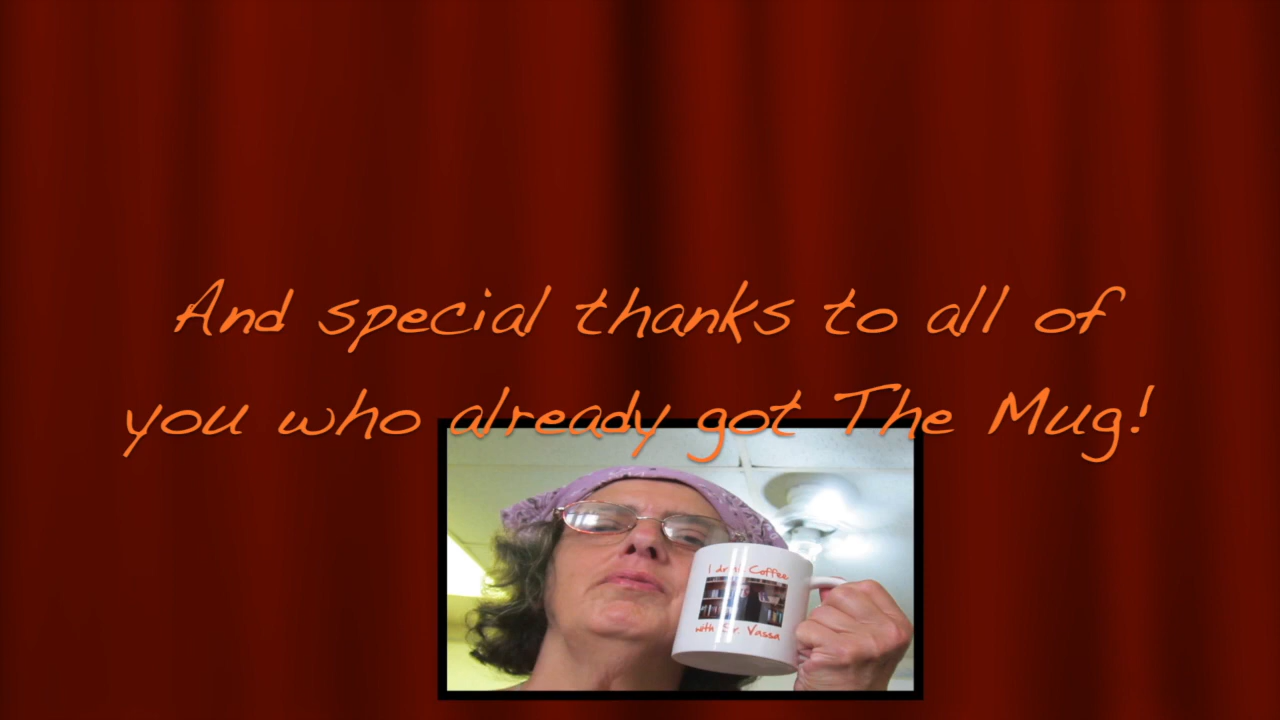 And special thanks to all of
you who already got The Mug!
I drink Coffee
with Sr. Vassa